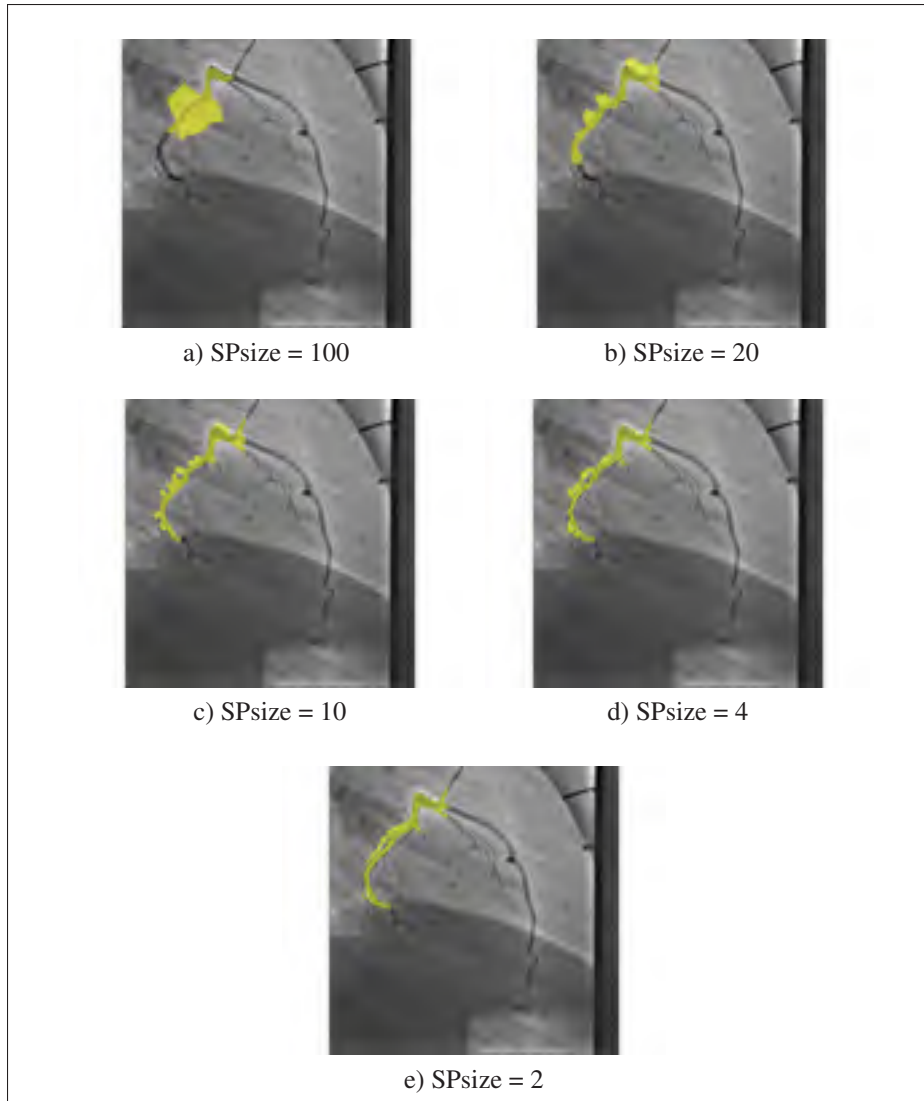 a) SPsize = 100
b) SPsize = 20
c) SPsize = 10
d) SPsize = 4
e) SPsize = 2